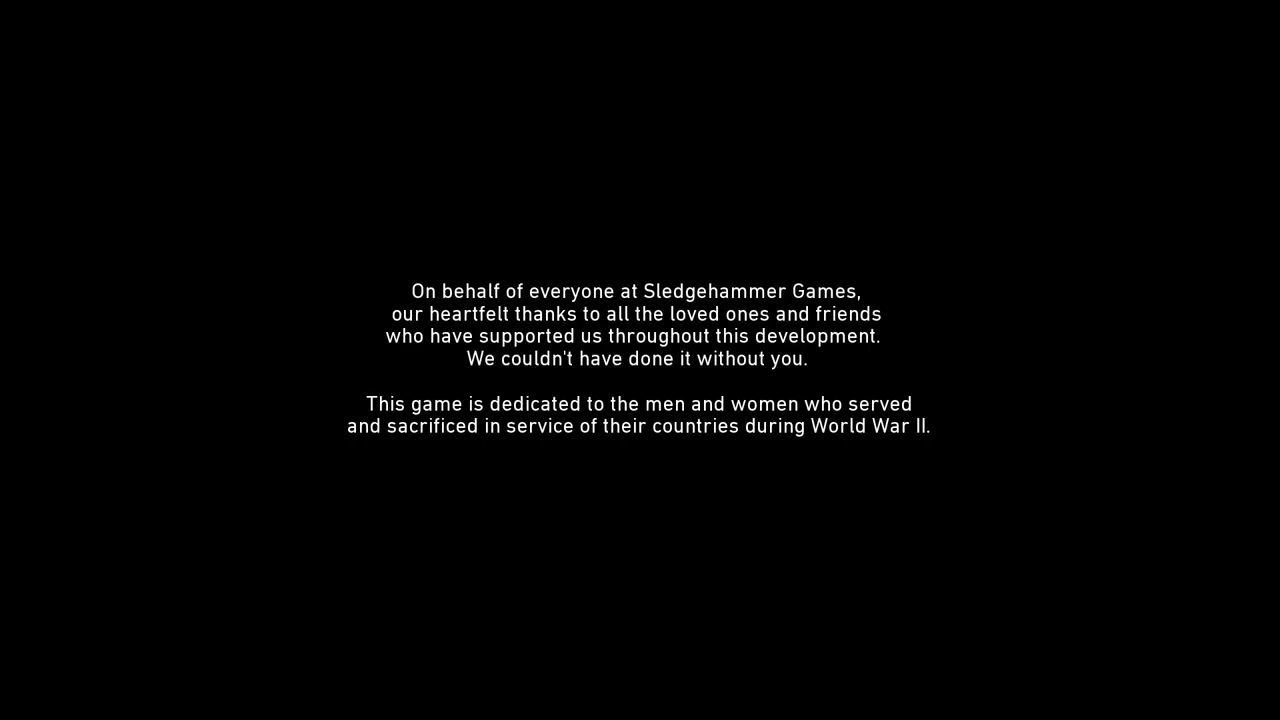 On behalf of everyone at Sledgehammer Games,
our heartfelt thanks to all the loved ones and friends
who have supported us throughout this development.
We couldn't have done it without you.
This game is dedicated to the men and women who served
and sacrificed in service of their countries during World War II.